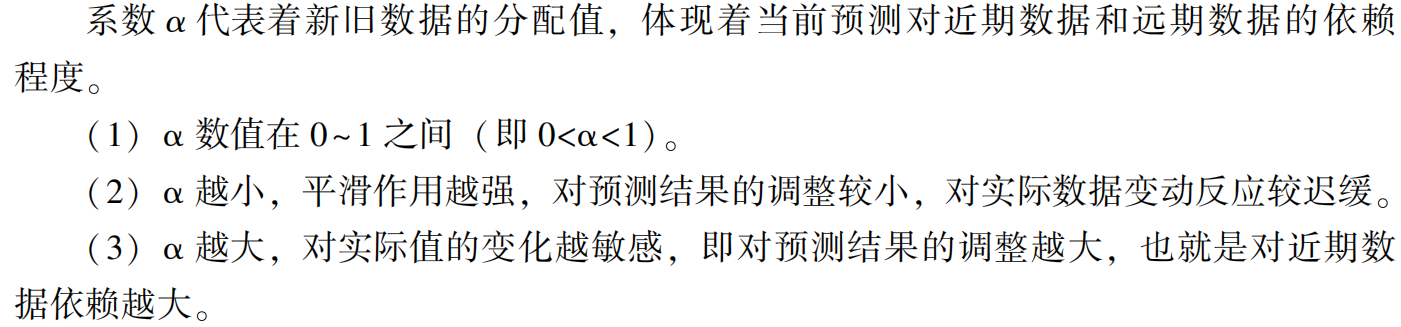 系数 α 代表着新旧数据的分配值，体现着当前预测对近期数据和远期数据的依赖
程度。
（1）α 数值在 0~1 之间（即 0<α<1）。
（2）α 越小，平滑作用越强，对预测结果的调整较小，对实际数据变动反应较迟缓。
（3）α 越大，对实际值的变化越敏感，即对预测结果的调整越大，也就是对近期数
据依赖越大。